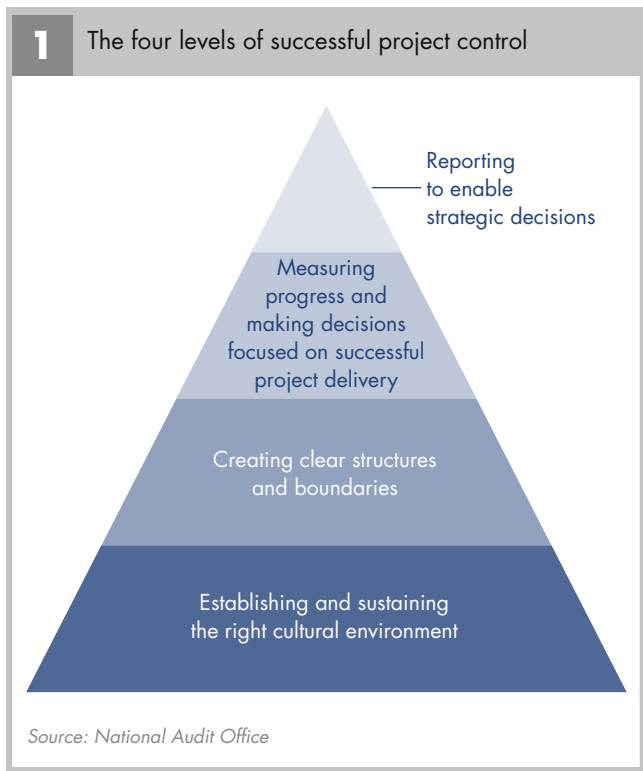 1
The four levels of successful project control
Reporting
to enable
strategic decisions
Measuring
progress and
making decisions
focused on successful
project delivery
Creating clear structures
and boundaries
Establishing and sustaining
the right cultural environment
Source: National Audit Office